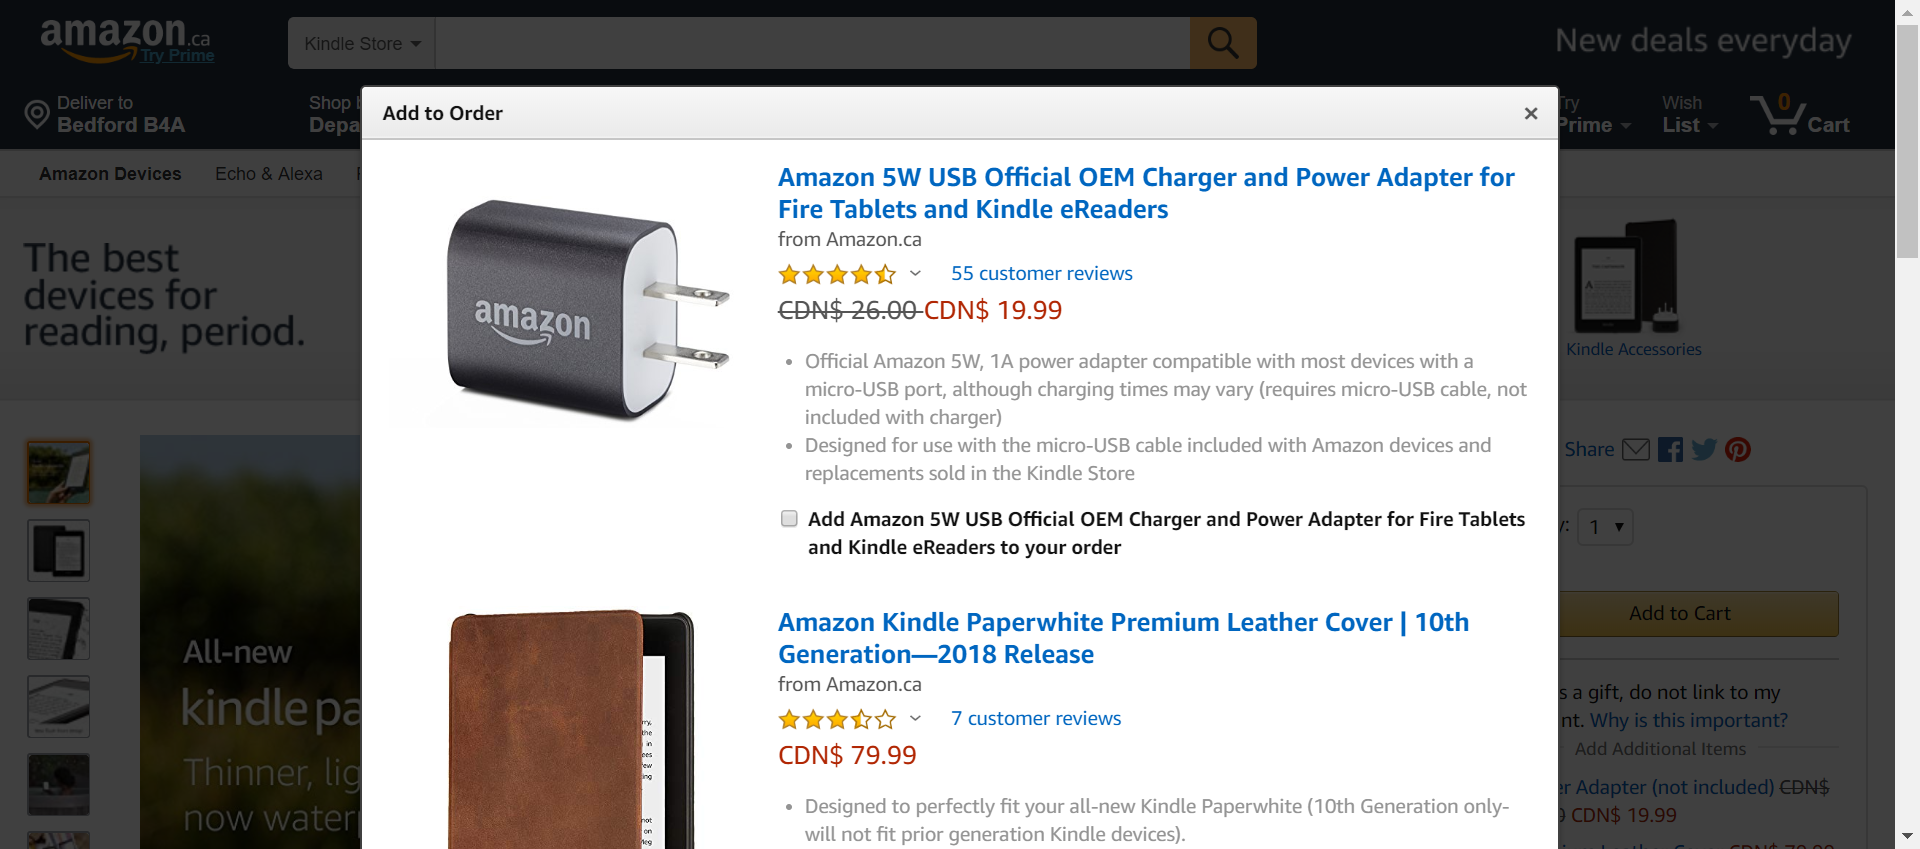 amazon.ca
Try Prime
Kindle Store
New deals everyday
Deliver to
Bedford B4A
Shop
Depa
Try
Prime
Wish
List
0
Cart
Amazon Devices
Echo & Alexa
The best
devices for
reading, period.
Kindle Accessories
Add to Order
×
amazon
Amazon 5W USB Official OEM Charger and Power Adapter for
Fire Tablets and Kindle eReaders
from Amazon.ca
55 customer reviews
CDN$ 26.00 CDN$ 19.99
• Official Amazon 5W, 1A power adapter compatible with most devices with a
micro-USB port, although charging times may vary (requires micro-USB cable, not
included with charger)
• Designed for use with the micro-USB cable included with Amazon devices and
replacements sold in the Kindle Store
Add Amazon 5W USB Official OEM Charger and Power Adapter for Fire Tablets
and Kindle eReaders to your order
Amazon Kindle Paperwhite Premium Leather Cover | 10th
Generation—2018 Release
from Amazon.ca
7 customer reviews
CDN$ 79.99
• Designed to perfectly fit your all-new Kindle Paperwhite (10th Generation only-
will not fit prior generation Kindle devices).
All-new
kindle pa
Thinner, lig
now water
Share
1
Add to Cart
s a gift, do not link to my
nt. Why is this important?
Add Additional Items
er Adapter (not included) CDN$
CDN$ 19.99